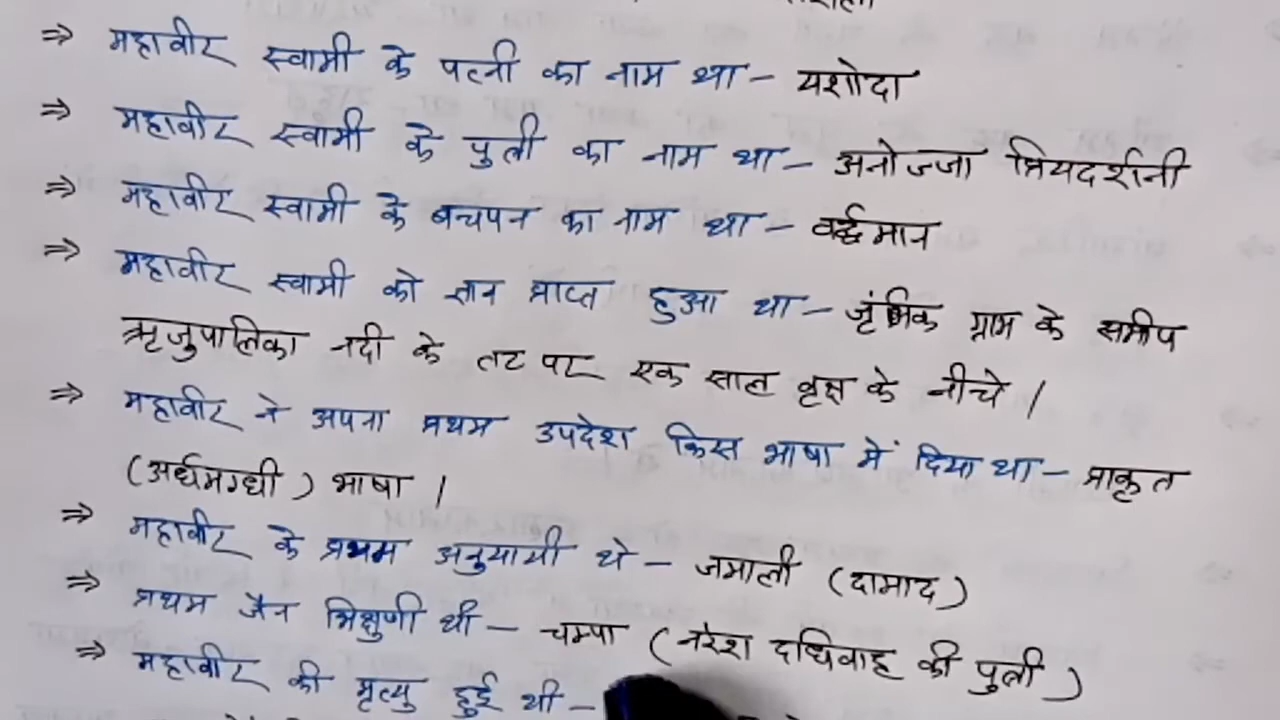 ⇒ महावीर स्वामी के पत्नी का नाम था - यशोदा
⇒ महावीर स्वामी के पुत्री का नाम था - अनोज्जा प्रियदर्शनी
⇒ महावीर स्वामी के बचपन का नाम था - वर्द्धमान
⇒ महावीर स्वामी को ज्ञान प्राप्त हुआ था - जृंभिक ग्राम के समीप
ऋजुपालिका नदी के तट पर एक साल वृक्ष के नीचे।
⇒ महावीर ने अपना प्रथम उपदेश किस भाषा में दिया था - प्राकृत
(अर्धमग्धी) भाषा।
⇒ महावीर के प्रथम अनुयायी थे - जमाली (दामाद)
⇒ प्रथम जैन भिक्षुणी थी - चम्पा (नरेश दधिवाह की पुत्री)
⇒ महावीर की मृत्यु हुई थी -